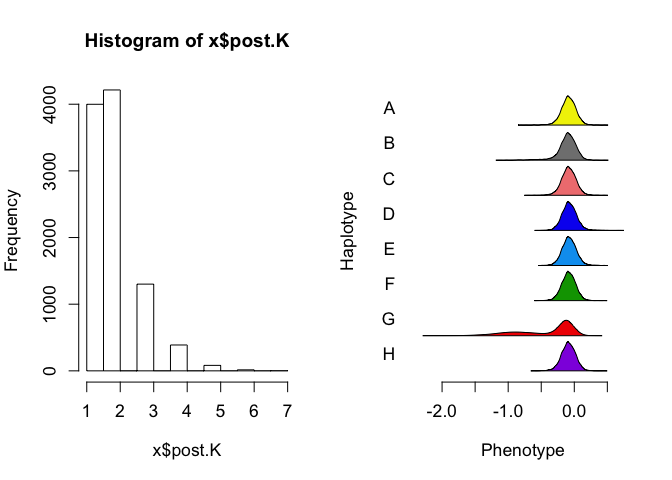 Histogram of x$post.K
Frequency
0
1000
2000
3000
4000
1 2 3 4 5 6 7
x$post.K
Haplotype
A
B
C
D
E
F
G
H
-2.0 -1.0 0.0
Phenotype